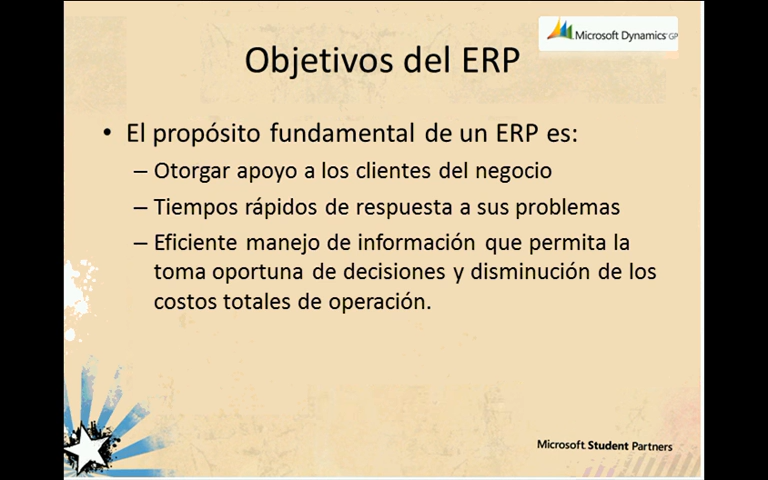 Microsoft Dynamics GP
Objetivos del ERP
• El propósito fundamental de un ERP es:
– Otorgar apoyo a los clientes del negocio
– Tiempos rápidos de respuesta a sus problemas
– Eficiente manejo de información que permita la
toma oportuna de decisiones y disminución de los
costos totales de operación.
Microsoft Student Partners